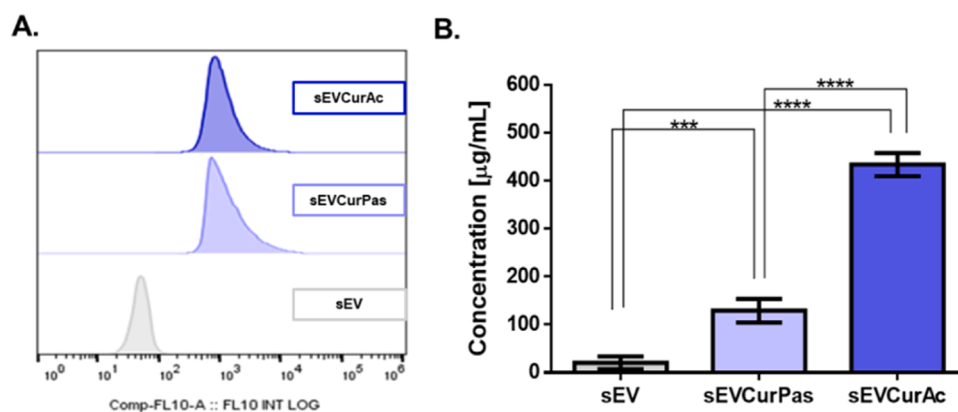 A.
sEVCurAc
sEVCurPas
sEV
10^0 10^1 10^2 10^3 10^4 10^5 10^6
Comp-FL10-A :: FL10 INT LOG
B.
Concentration [µg/mL]
600
500
400
300
200
100
0
****
****
***
sEV sEVCurPas sEVCurAc